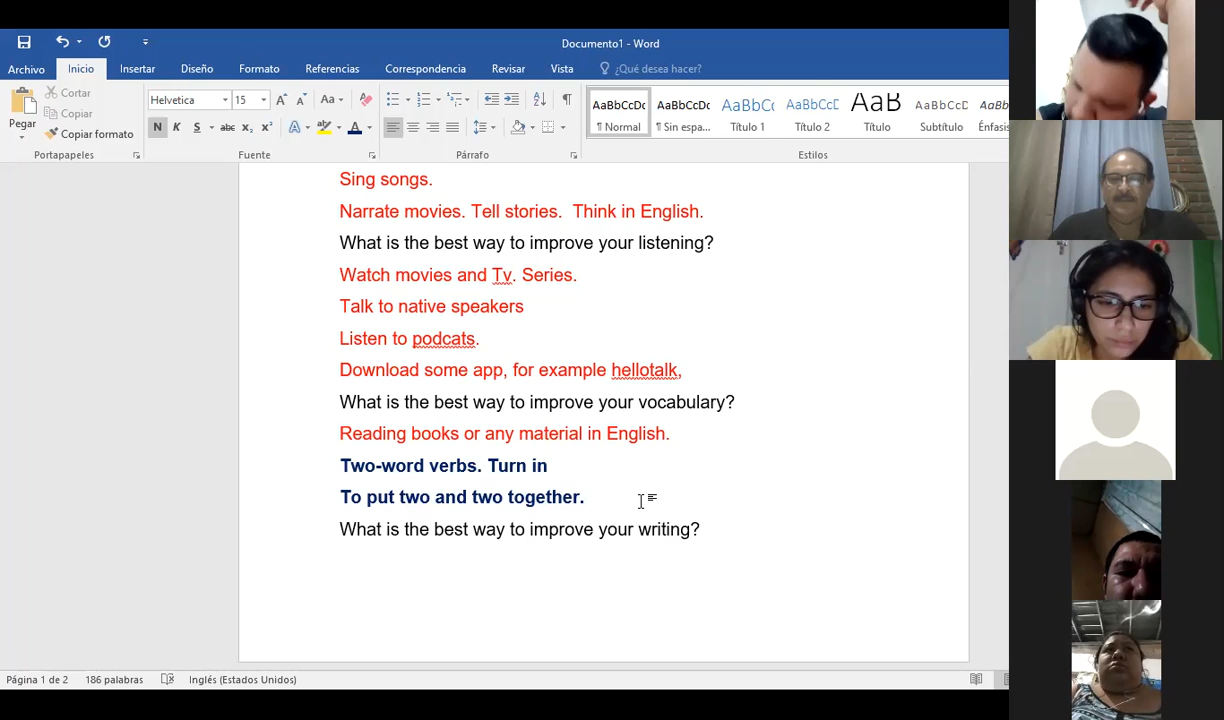 Documento1 - Word
Archivo Inicio Insertar Diseño Formato Referencias Correspondencia Revisar Vista ¿Qué desea hacer?
Pegar Cortar Copiar Copiar formato
Helvetica 15 Aa
N K S abc x₂ x² A A
AaBbCcDc AaBbCcDc AaBbCc AaBbCcD AaB AaBbCcD AaBbCc
¶ Normal ¶ Sin espa... Título 1 Título 2 Título Subtítulo Énfasis
Portapapeles Fuente Párrafo Estilos
Sing songs.
Narrate movies. Tell stories.  Think in English.
What is the best way to improve your listening?
Watch movies and Tv. Series.
Talk to native speakers
Listen to podcats.
Download some app, for example hellotalk,
What is the best way to improve your vocabulary?
Reading books or any material in English.
Two-word verbs. Turn in
To put two and two together.
What is the best way to improve your writing?
Página 1 de 2 186 palabras Inglés (Estados Unidos)